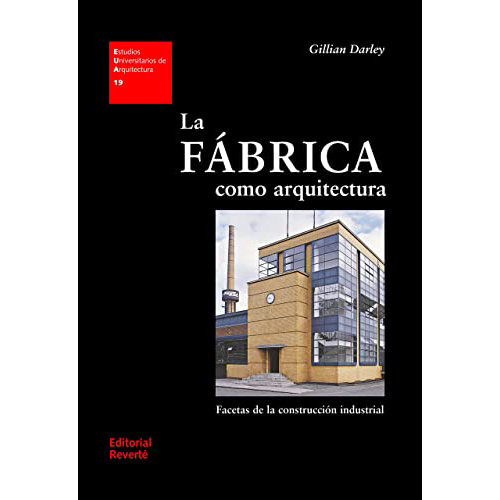 Estudios
Universitarios de
Arquitectura
19
Gillian Darley
La
FÁBRICA
como arquitectura
Facetas de la construcción industrial
Editorial
Reverté